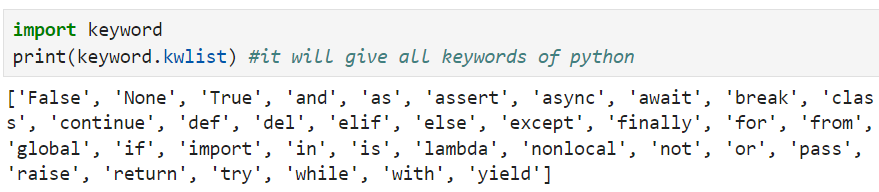 import keyword
print(keyword.kwlist) #it will give all keywords of python
['False', 'None', 'True', 'and', 'as', 'assert', 'async', 'await', 'break', 'clas
s', 'continue', 'def', 'del', 'elif', 'else', 'except', 'finally', 'for', 'from',
'global', 'if', 'import', 'in', 'is', 'lambda', 'nonlocal', 'not', 'or', 'pass',
'raise', 'return', 'try', 'while', 'with', 'yield']